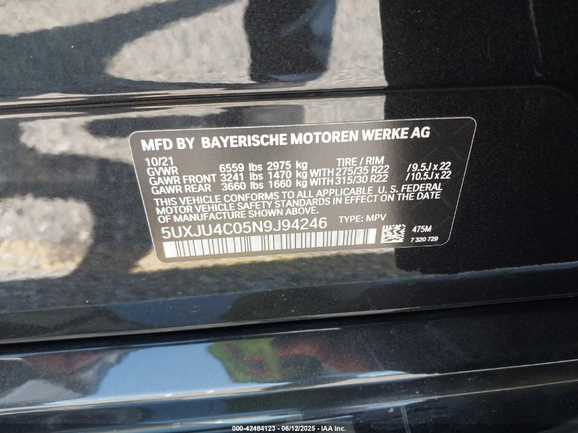 MFD BY BAYERISCHE MOTOREN WERKE AG
10/21 TIRE / RIM
GVWR 6559 lbs 2975 kg
GAWR FRONT 3241 lbs 1470 kg WITH 275/35 R22 / 9.5J x 22
GAWR REAR 3660 lbs 1660 kg WITH 315/30 R22 / 10.5J x 22
THIS VEHICLE CONFORMS TO ALL APPLICABLE U. S. FEDERAL
MOTOR VEHICLE SAFETY STANDARDS IN EFFECT ON THE
DATE OF MANUFACTURE SHOWN ABOVE.
5UXJU4C05N9J94246 TYPE: MPV
475M
7 320 729
000-42484123 - 06/12/2025 - IAA Inc.